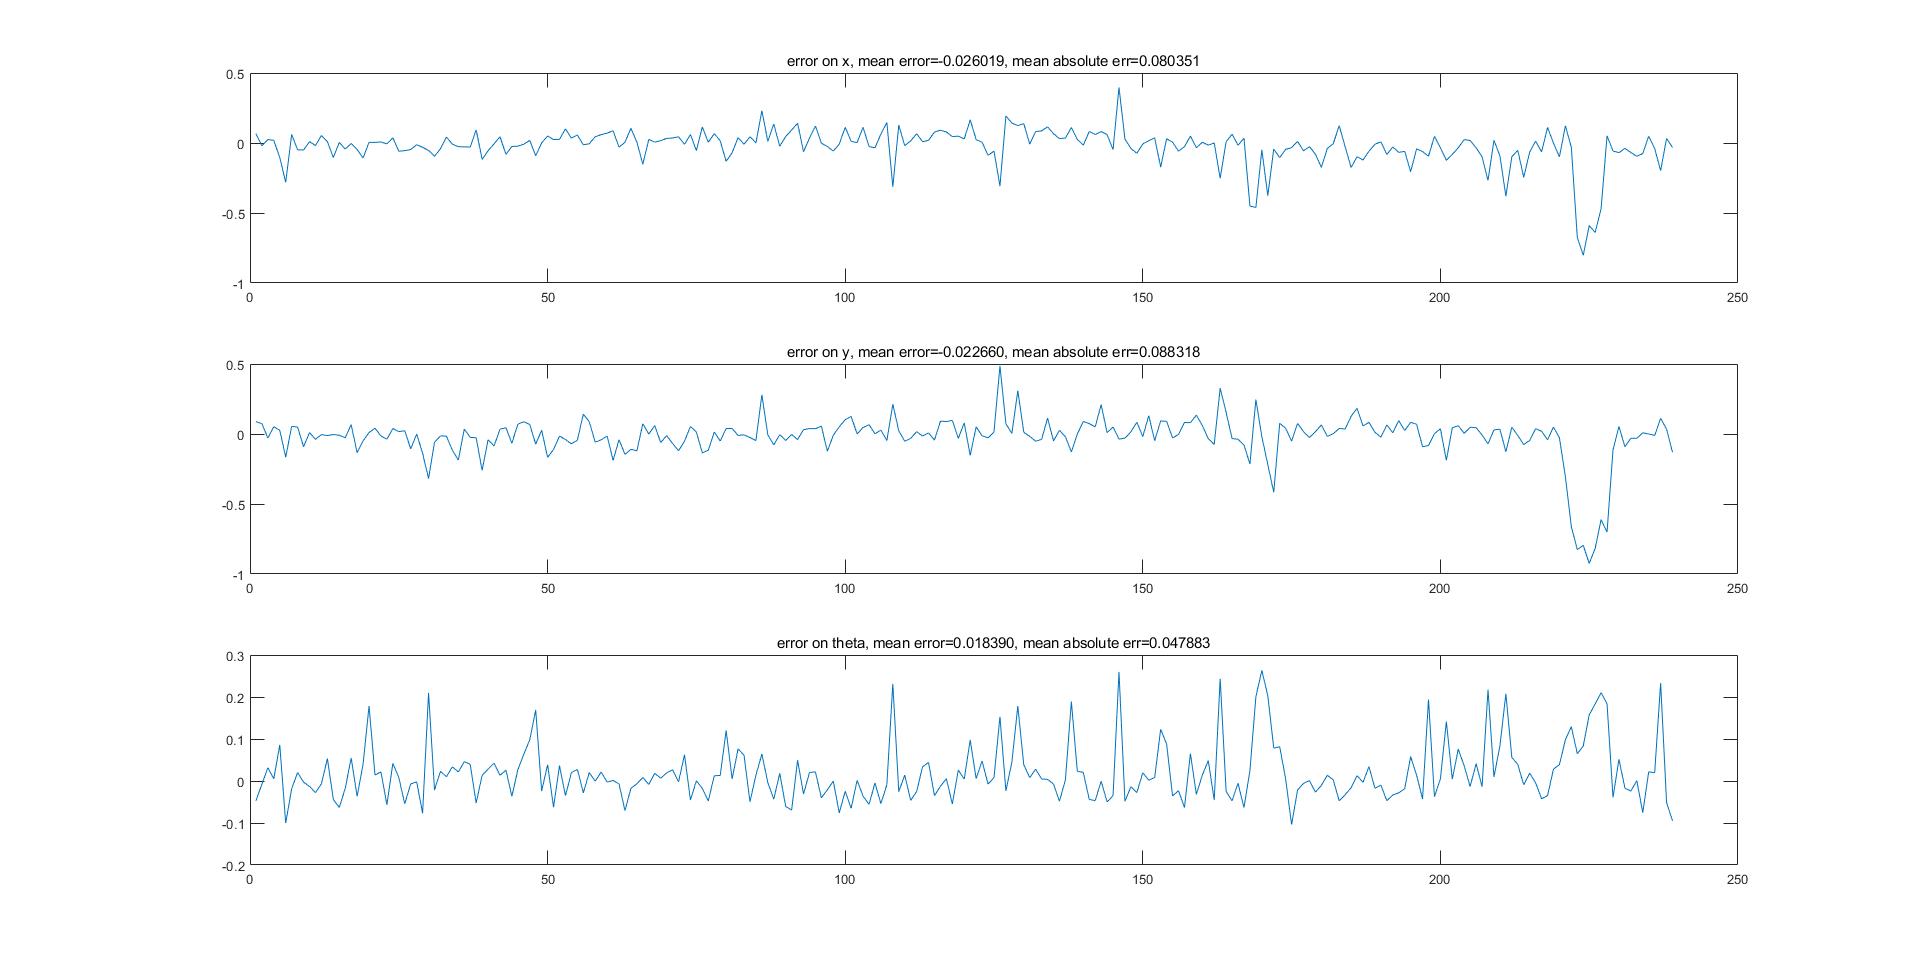 error on x, mean error=-0.026019, mean absolute err=0.080351
0.5
0
-0.5
-1
0 50 100 150 200 250
error on y, mean error=-0.022660, mean absolute err=0.088318
0.5
0
-0.5
-1
0 50 100 150 200 250
error on theta, mean error=0.018390, mean absolute err=0.047883
0.3
0.2
0.1
0
-0.1
-0.2
0 50 100 150 200 250